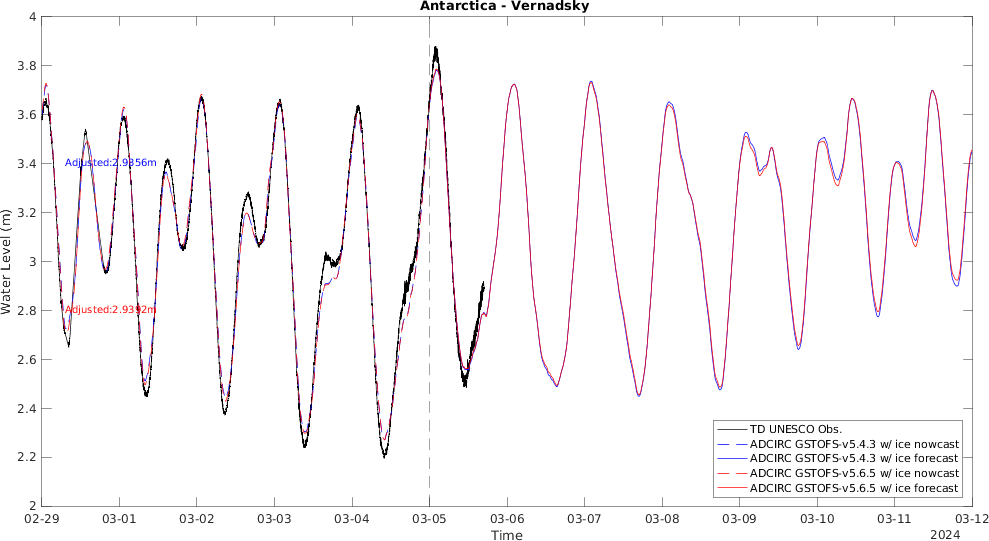 Antarctica - Vernadsky
4
3.8
3.6
3.4
3.2
3
2.8
2.6
2.4
2.2
2
Water Level (m)
Adjusted:2.9356m
Adjusted:2.9392m
TD UNESCO Obs.
ADCIRC GSTOFS-v5.4.3 w/ ice nowcast
ADCIRC GSTOFS-v5.4.3 w/ ice forecast
ADCIRC GSTOFS-v5.6.5 w/ ice nowcast
ADCIRC GSTOFS-v5.6.5 w/ ice forecast
02-29 03-01 03-02 03-03 03-04 03-05 03-06 03-07 03-08 03-09 03-10 03-11 03-12
Time
2024